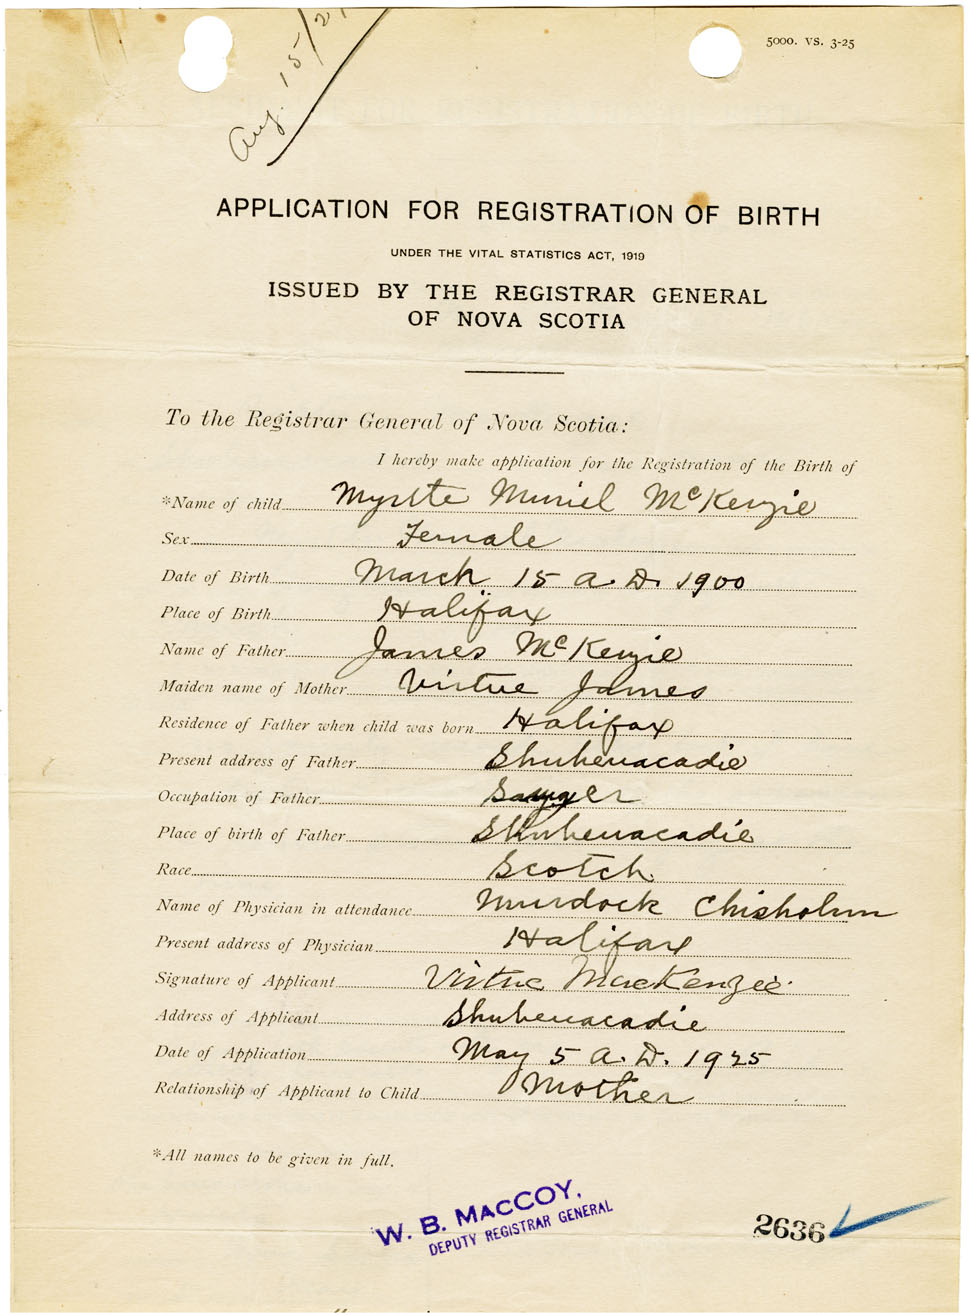 Aug. 15/2
5000. VS. 3-25
APPLICATION FOR REGISTRATION OF BIRTH
UNDER THE VITAL STATISTICS ACT, 1919
ISSUED BY THE REGISTRAR GENERAL
OF NOVA SCOTIA
To the Registrar General of Nova Scotia:
I hereby make application for the Registration of the Birth of
*Name of child Myrtte Muriel McKenzie
Sex Female
Date of Birth March 15 A.D. 1900
Place of Birth Halifax
Name of Father James McKenzie
Maiden name of Mother Virtue James
Residence of Father when child was born Halifax
Present address of Father Shubenacadie
Occupation of Father
Place of birth of Father Shubenacadie
Race Scotch.
Name of Physician in attendance Murdock Chisholm
Present address of Physician Halifax
Signature of Applicant Virtue MacKenzie
Address of Applicant Shubenacadie
Date of Application May 5 A.D. 1925
Relationship of Applicant to Child Mother
*All names to be given in full.
W. B. MACCOY,
DEPUTY REGISTRAR GENERAL
2636